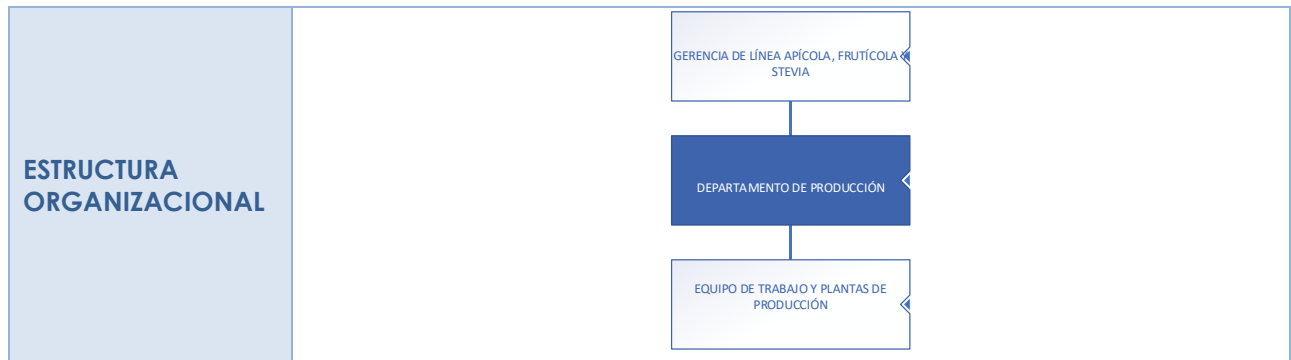 ESTRUCTURA
ORGANIZACIONAL
GERENCIA DE LÍNEA APÍCOLA, FRUTÍCOLA Y
STEVIA
DEPARTAMENTO DE PRODUCCIÓN
EQUIPO DE TRABAJO Y PLANTAS DE
PRODUCCIÓN